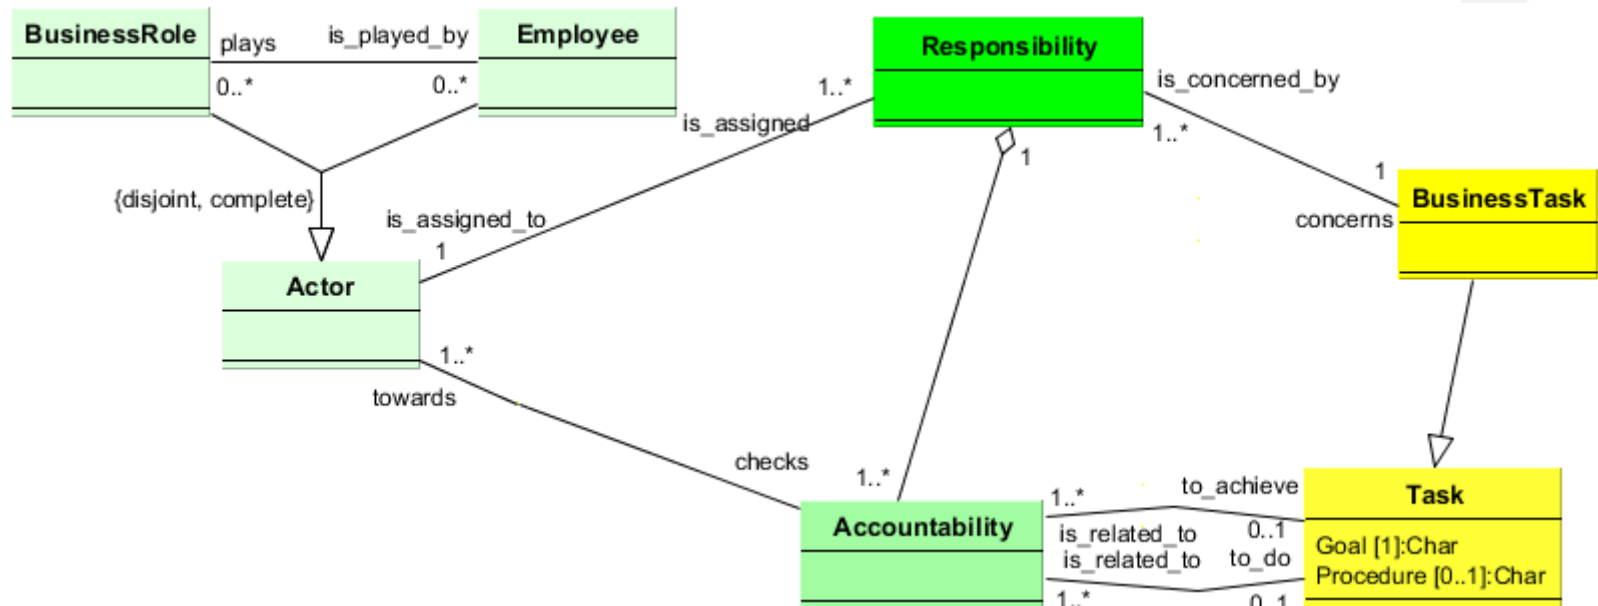 BusinessRole
plays
is_played_by
Employee
0..*
0..*
Responsibility
is_concerned_by
1..*
1..*
is_assigned
1
1
BusinessTask
{disjoint, complete}
is_assigned_to
concerns
1
Actor
1..*
towards
checks
1..*
1..*
to_achieve
Task
Accountability
is_related_to
0..1
Goal [1]:Char
is_related_to
to_do
Procedure [0..1]:Char
1..*
0..1